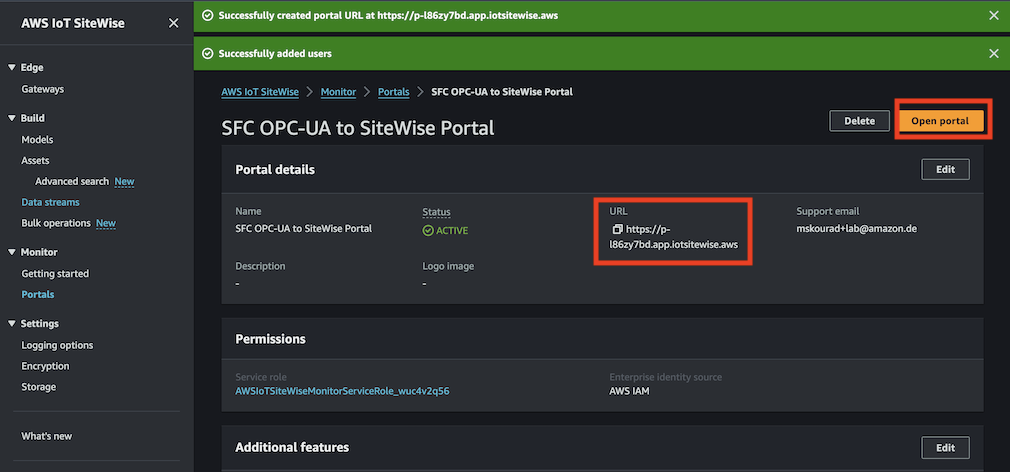 AWS IoT SiteWise
Edge
Gateways
Build
Models
Assets
Advanced search New
Data streams
Bulk operations New
Monitor
Getting started
Portals
Settings
Logging options
Encryption
Storage
What's new
Successfully created portal URL at https://p-l86zy7bd.app.iotsitewise.aws
Successfully added users
AWS IoT SiteWise > Monitor > Portals > SFC OPC-UA to SiteWise Portal
SFC OPC-UA to SiteWise Portal
Delete
Open portal
Portal details
Edit
Name
SFC OPC-UA to SiteWise Portal
Status
ACTIVE
URL
https://p-
l86zy7bd.app.iotsitewise.aws
Support email
mskourad+lab@amazon.de
Description
-
Logo image
-
Permissions
Service role
AWSIoTSiteWiseMonitorServiceRole_wuc4v2q56
Enterprise identity source
AWS IAM
Additional features
Edit